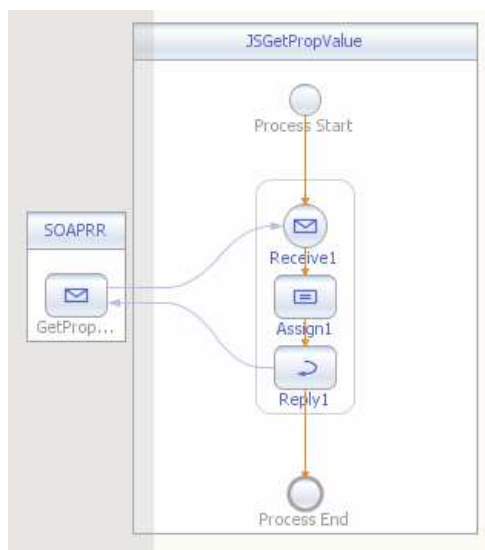 JSGetPropValue
Process Start
SOAPRR
GetProp...
Receive1
Assign1
Reply1
Process End